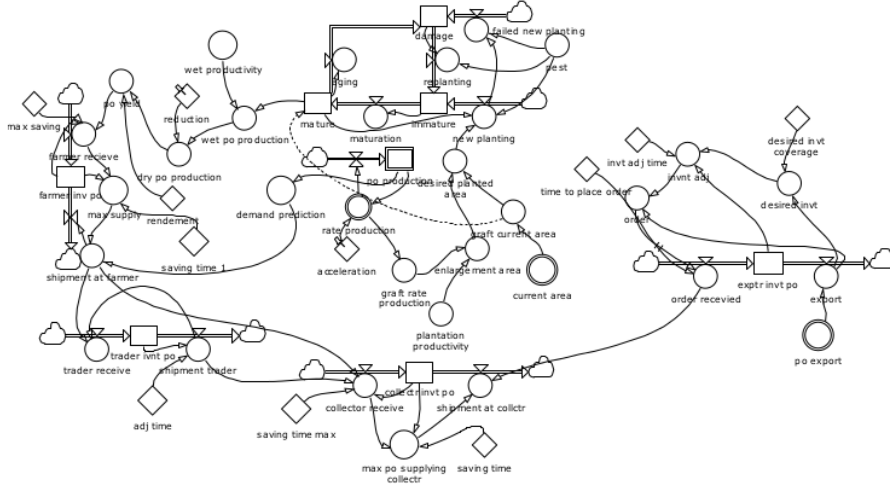 damage
failed new planting
wet productivity
aging
replanting
pest
po yield
reduction
max saving
mature
immature
wet po production
maturation
new planting
desired invt
coverage
farmer recieve
dry po production
invt adj time
po production
desired planted
area
time to place order
invnt adj
farmer inv po
rendement
demand prediction
desired invt
max supply
rate production
graft current area
order
saving time 1
acceleration
enlargement area
shipment at farmer
graft rate
production
current area
order recevied
exptr invt po
export
plantation
productivity
trader ivnt po
trader receive
shipment trader
po export
collectr invt po
collector receive
shipment at collctr
adj time
saving time max
max po supplying
collectr
saving time